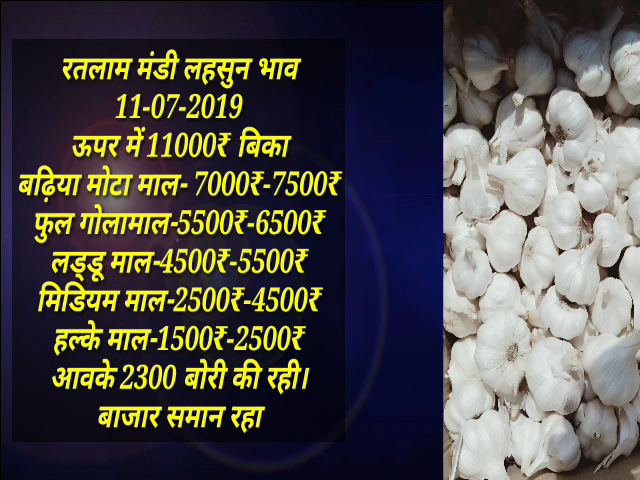 रतलाम मंडी लहसुन भाव
11-07-2019
ऊपर में 11000₹ बिका
बढ़िया मोटा माल- 7000₹-7500₹
फुल गोलामाल-5500₹-6500₹
लड्डू माल-4500₹-5500₹
मिडियम माल-2500₹-4500₹
हल्के माल-1500₹-2500₹
आवके 2300 बोरी की रही।
बाजार समान रहा